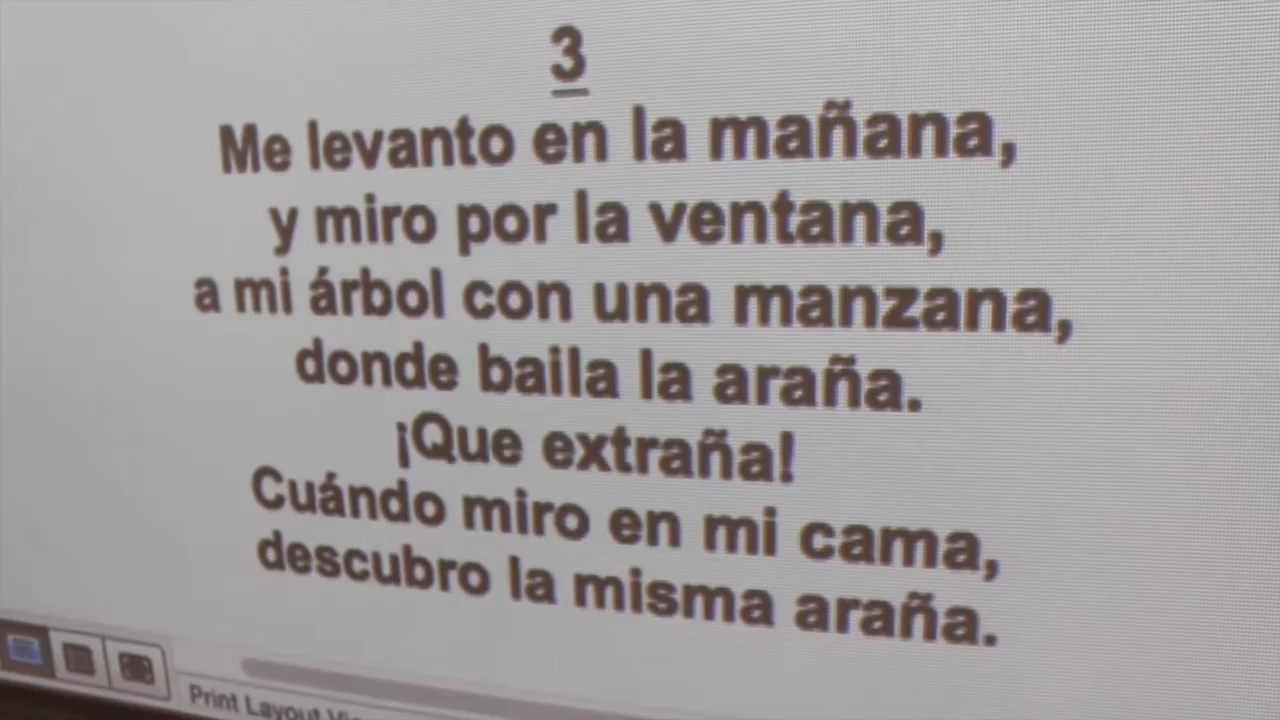 3
Me levanto en la mañana,
y miro por la ventana,
a mi árbol con una manzana,
donde baila la araña.
¡Que extraña!
Cuándo miro en mi cama,
descubro la misma araña.
Print Layout